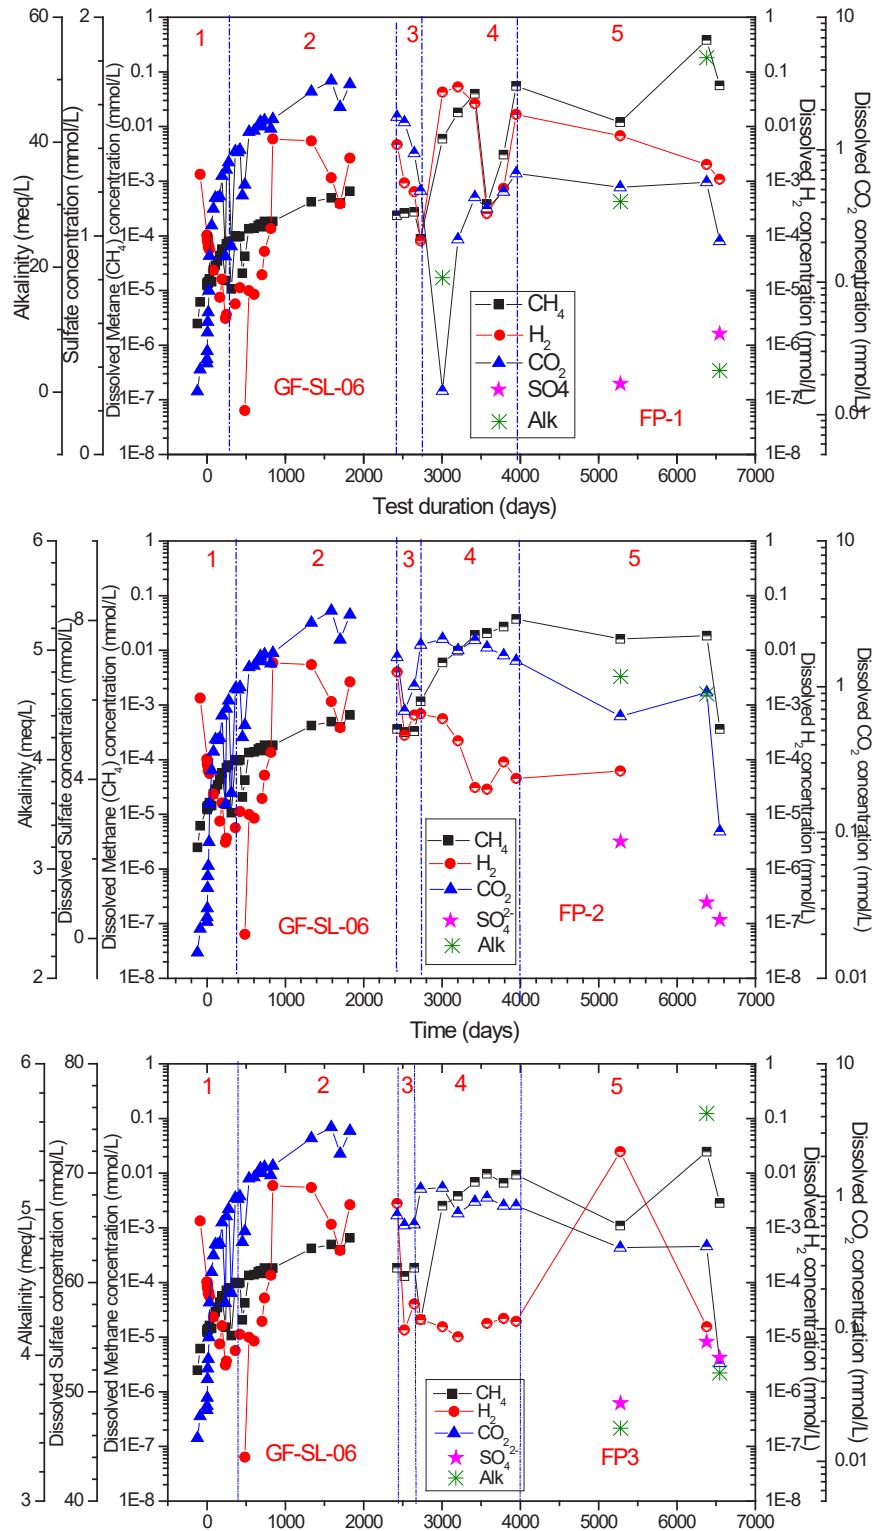 60
2
1
1
10
1
2
3
4
5
0.1
0.1
40
0.01
0.01
1
1E-3
1E-3
1
1E-4
1E-4
20
1E-5
1E-5
0.1
1E-6
1E-6
0
1E-7
1E-7
0.01
0
1E-8
1E-8
Alkalinity (meq/L)
Sulfate concentration (mmol/L)
Dissolved Metane (CH4) concentration (mmol/L)
Dissolved H2 concentration (mmol/L)
Dissolved CO2 concentration (mmol/L)
CH4
H2
CO2
SO4
Alk
GF-SL-06
FP-1
0 1000 2000 3000 4000 5000 6000 7000
Test duration (days)
6
1
1
10
1
2
3
4
5
0.1
0.1
8
5
0.01
0.01
1
1E-3
1E-3
4
4
1E-4
1E-4
1E-5
1E-5
0.1
3
1E-6
1E-6
0
1E-7
1E-7
2
1E-8
1E-8
0.01
Alkalinity (meq/L)
Dissolved Sulfate concentration (mmol/L)
Dissolved Methane (CH4) concentration (mmol/L)
Dissolved H2 concentration (mmol/L)
Dissolved CO2 concentration (mmol/L)
CH4
H2
CO2
SO4 2-
Alk
GF-SL-06
FP-2
0 1000 2000 3000 4000 5000 6000 7000
Time (days)
6
80
1
1
10
1
2
3
4
5
0.1
0.1
70
0.01
0.01
5
1
1E-3
1E-3
60
1E-4
1E-4
4
1E-5
1E-5
0.1
50
1E-6
1E-6
1E-7
1E-7
0.01
3
40
1E-8
1E-8
Alkalinity (meq/L)
Dissolved Sulfate concentration (mmol/L)
Dissolved Methane concentration (mmol/L)
Dissolved H2 concentration (mmol/L)
Dissolved CO2 concentration (mmol/L)
CH4
H2
CO2
SO4 2-
Alk
GF-SL-06
FP3
0 1000 2000 3000 4000 5000 6000 7000